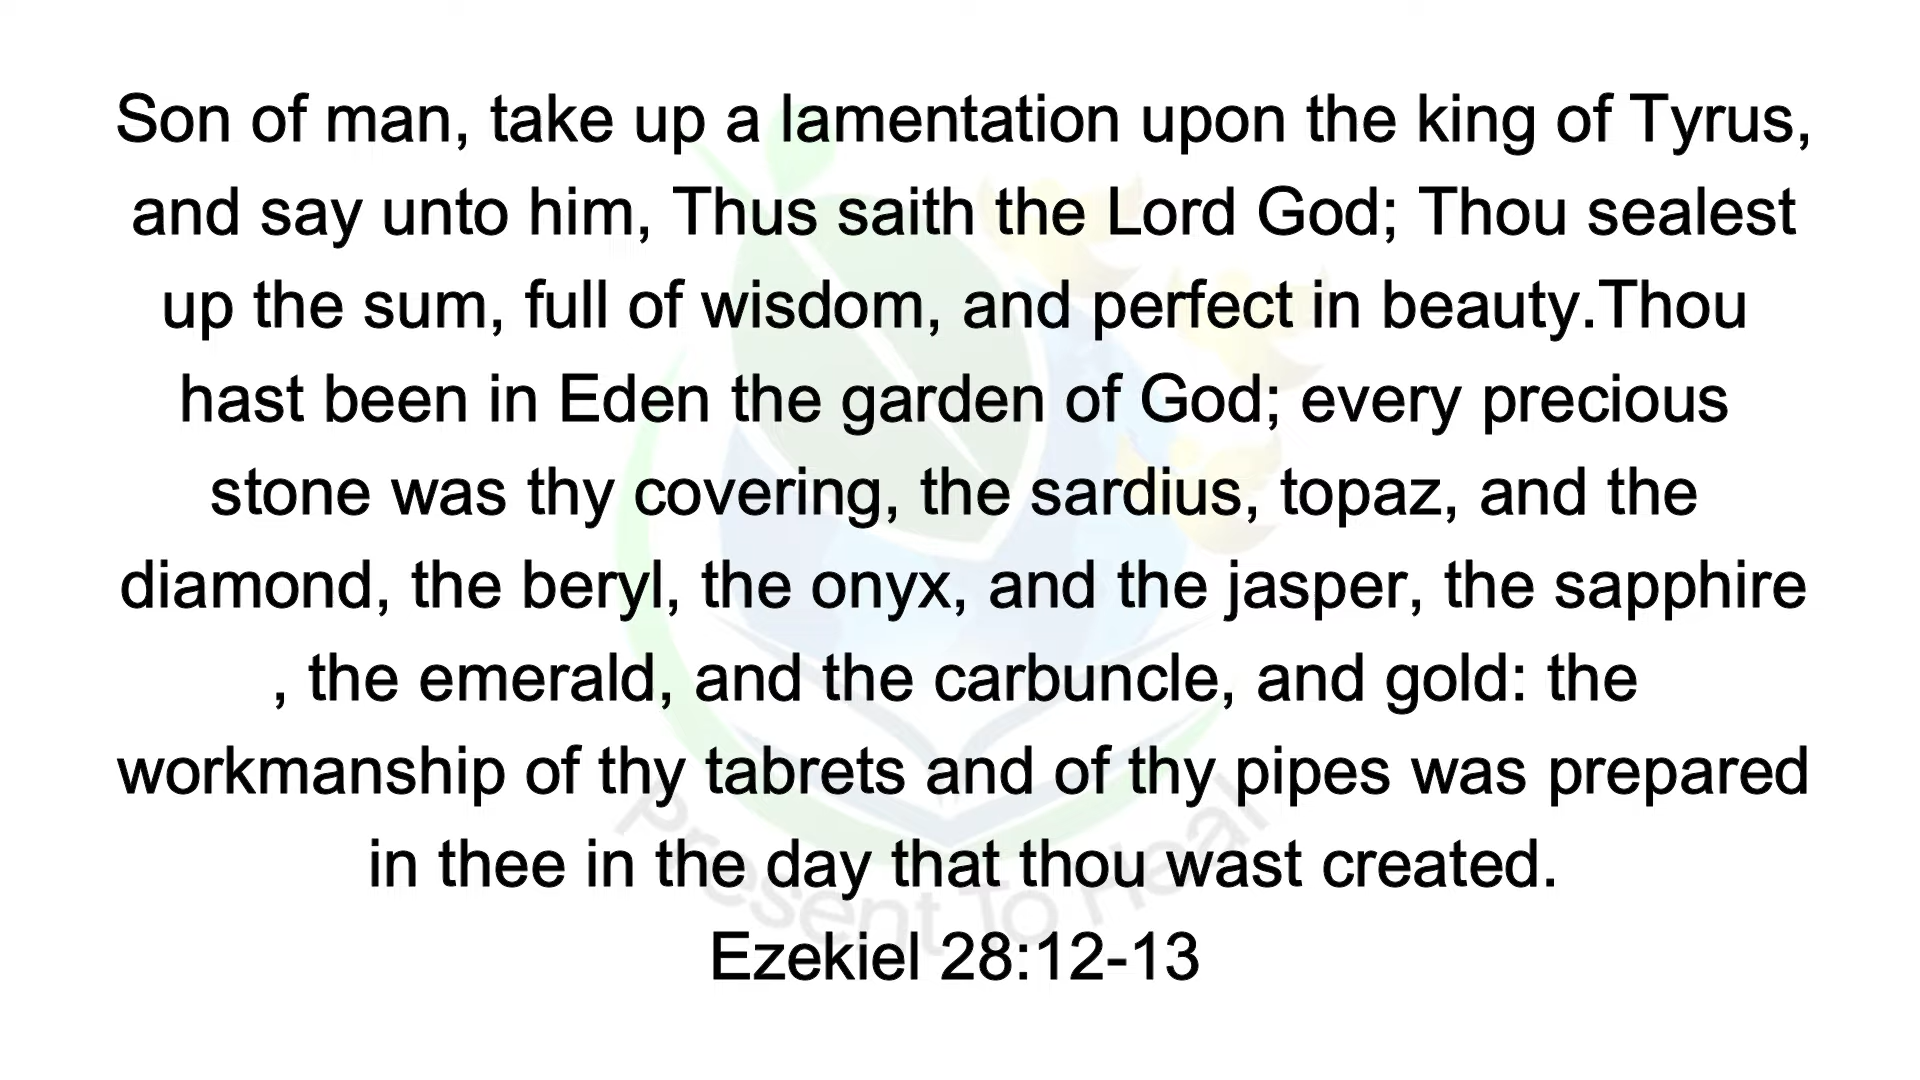 Son of man, take up a lamentation upon the king of Tyrus,
and say unto him, Thus saith the Lord God; Thou sealest
up the sum, full of wisdom, and perfect in beauty.Thou
hast been in Eden the garden of God; every precious
stone was thy covering, the sardius, topaz, and the
diamond, the beryl, the onyx, and the jasper, the sapphire
, the emerald, and the carbuncle, and gold: the
workmanship of thy tabrets and of thy pipes was prepared
in thee in the day that thou wast created.
Ezekiel 28:12-13
Present To Heal